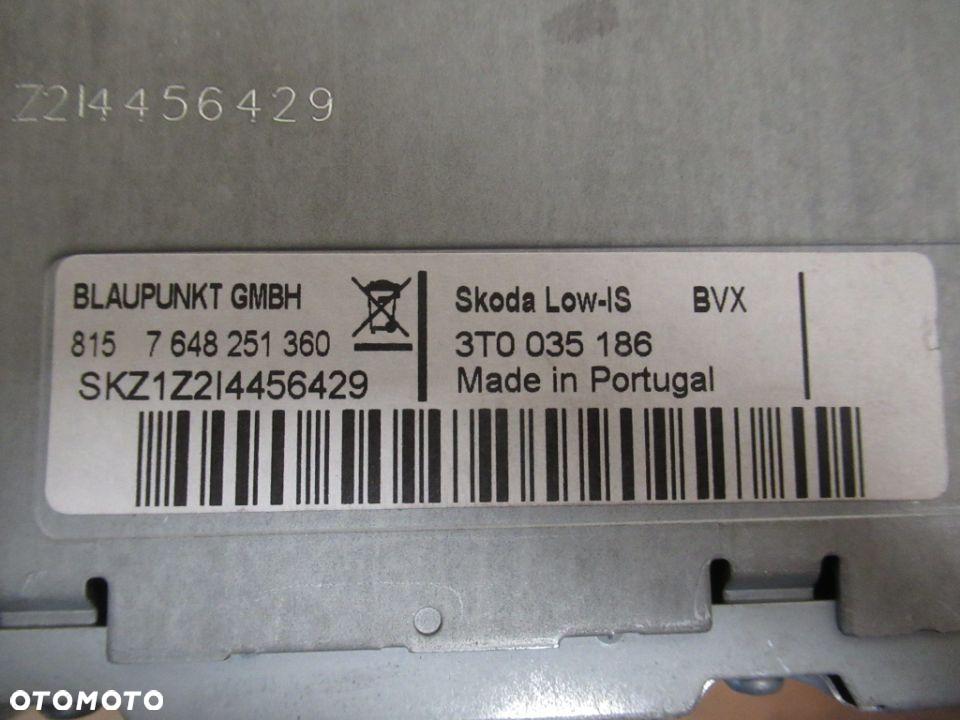 Z2I4456429
BLAUPUNKT GMBH
815 7 648 251 360
SKZ1Z2I4456429
Skoda Low-IS BVX
3T0 035 186
Made in Portugal
OTOMOTO